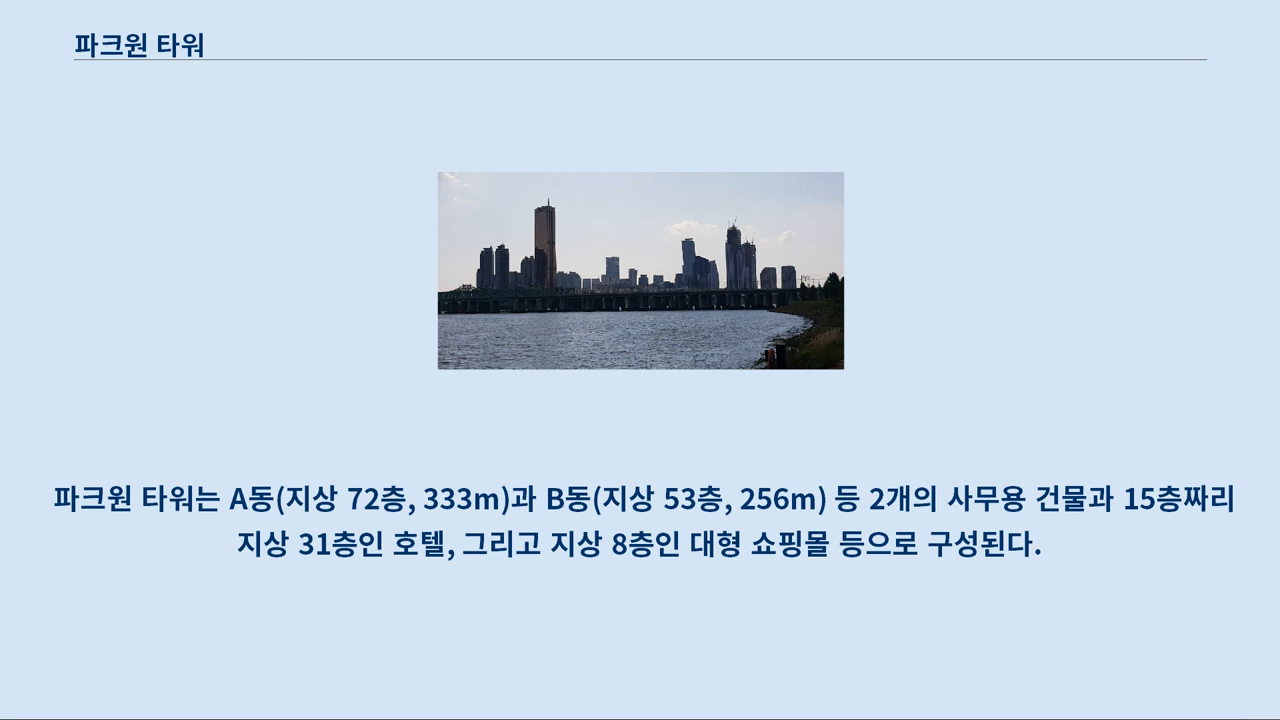 파크원 타워
파크원 타워는 A동(지상 72층, 333m)과 B동(지상 53층, 256m) 등 2개의 사무용 건물과 15층짜리
지상 31층인 호텔, 그리고 지상 8층인 대형 쇼핑몰 등으로 구성된다.